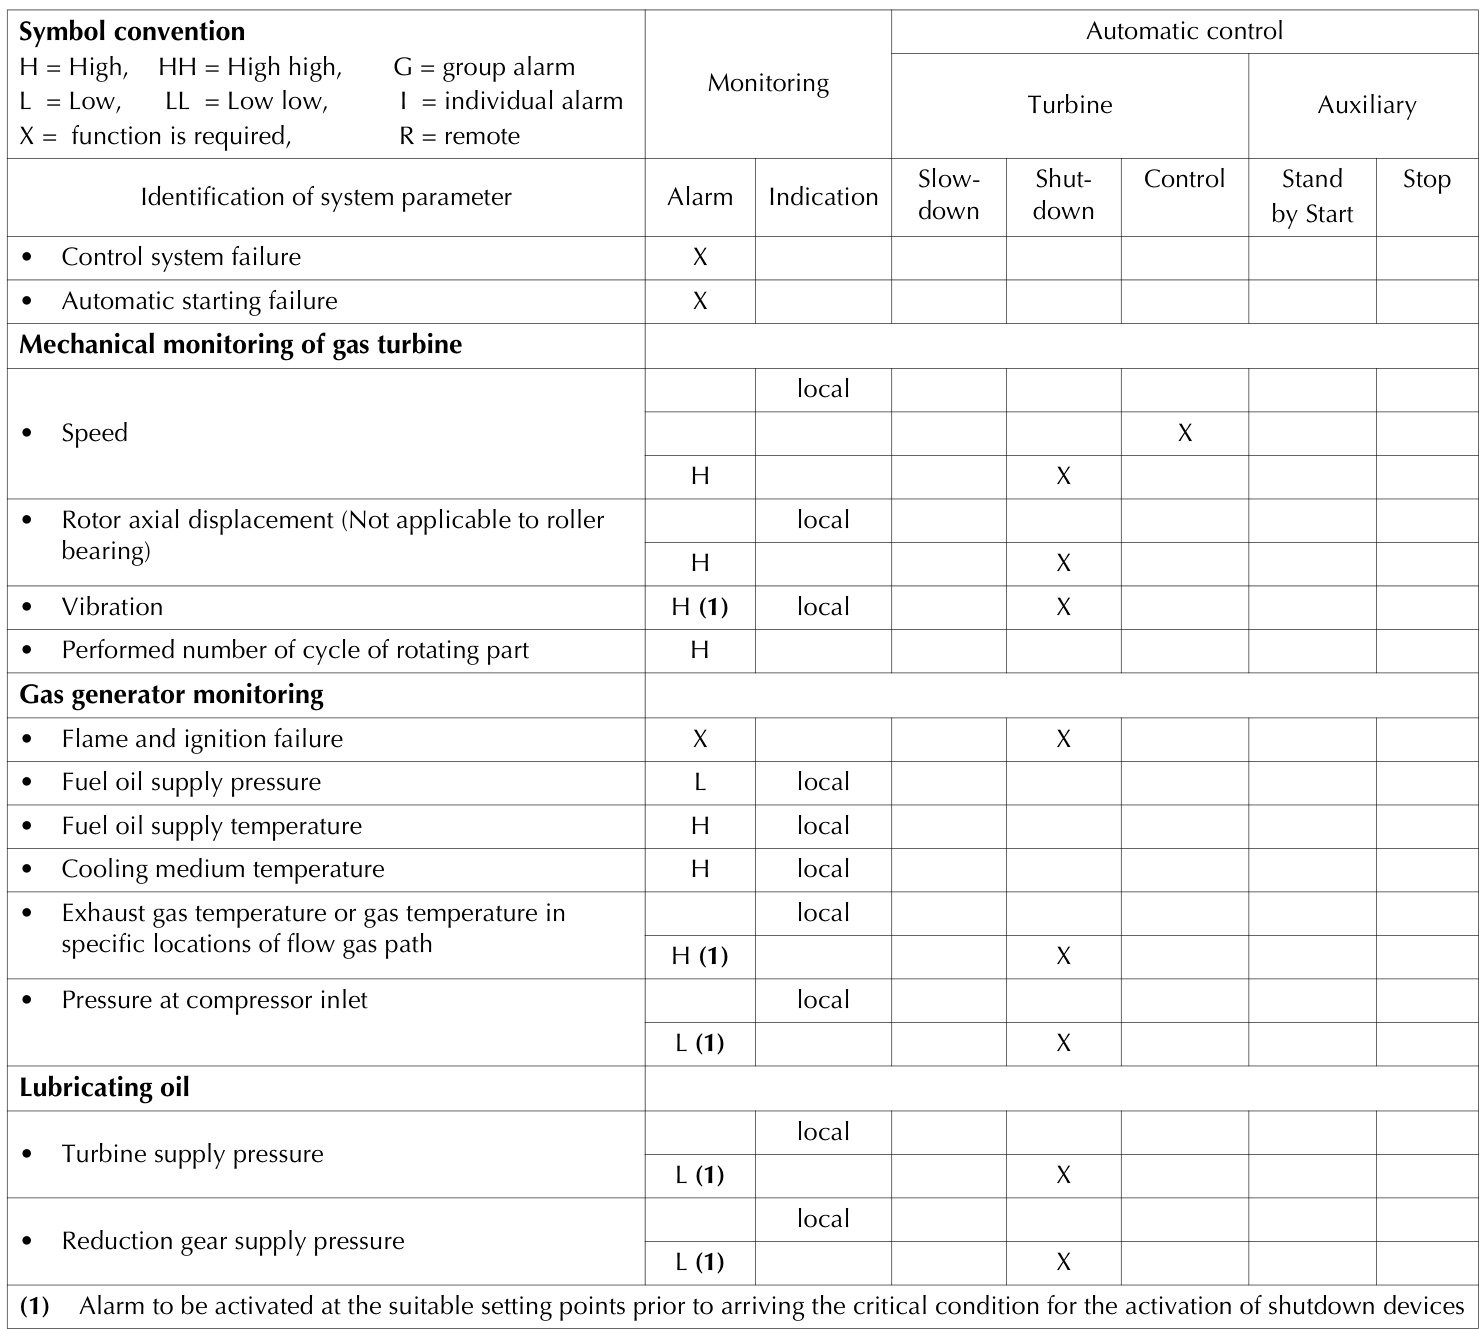 Symbol convention
H = High, HH = High high, G = group alarm
L = Low, LL = Low low, I = individual alarm
X = function is required, R = remote
Monitoring
Automatic control
Turbine
Auxiliary
Identification of system parameter
Alarm
Indication
Slow-
down
Shut-
down
Control
Stand
by Start
Stop
• Control system failure X
• Automatic starting failure X
Mechanical monitoring of gas turbine
local
• Speed X
H X
• Rotor axial displacement (Not applicable to roller local
bearing)
H X
• Vibration H (1) local X
• Performed number of cycle of rotating part H
Gas generator monitoring
• Flame and ignition failure X X
• Fuel oil supply pressure L local
• Fuel oil supply temperature H local
• Cooling medium temperature H local
• Exhaust gas temperature or gas temperature in local
specific locations of flow gas path
H (1) X
• Pressure at compressor inlet local
L (1) X
Lubricating oil
local
• Turbine supply pressure
L (1) X
local
• Reduction gear supply pressure
L (1) X
(1) Alarm to be activated at the suitable setting points prior to arriving the critical condition for the activation of shutdown devices